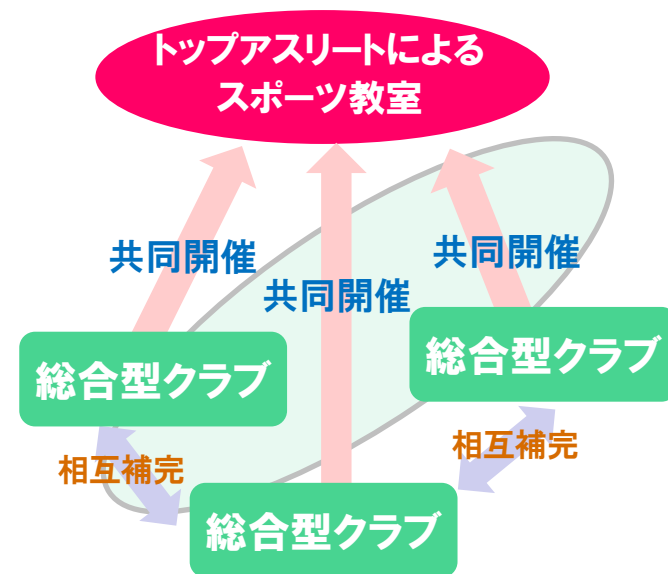 トップアスリートによる
スポーツ教室
共同開催
共同開催
共同開催
総合型クラブ
総合型クラブ
相互補完
相互補完
総合型クラブ